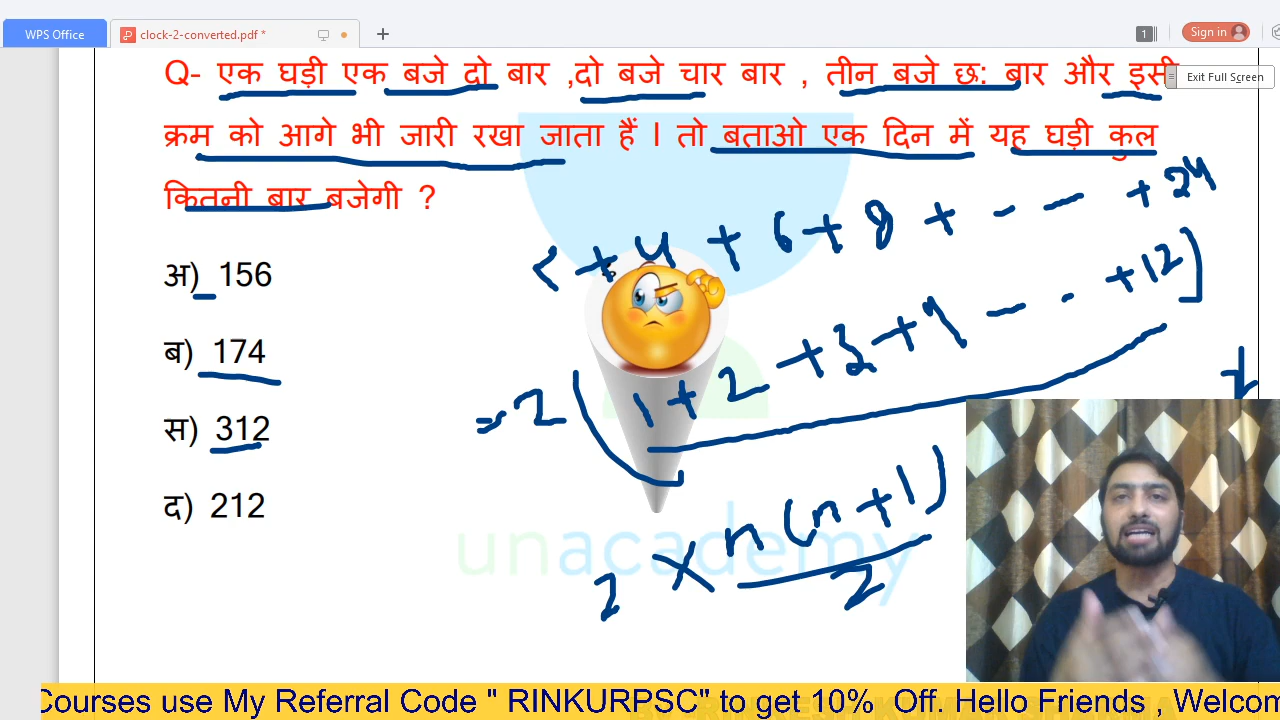 WPS Office
clock-2-converted.pdf *
1
Sign in
Exit Full Screen
Q- एक घड़ी एक बजे दो बार ,दो बजे चार बार , तीन बजे छ: बार और इसी
क्रम को आगे भी जारी रखा जाता हैं l तो बताओ एक दिन में यह घड़ी कुल
कितनी बार बजेगी ?
2 + 4 + 6 + 8 + - - + 24
अ) 156
= 2 (1 + 2 + 3 + 4 - - + 12]
ब) 174
स) 312
द) 212
2 × n(n+1)
2
unacademy
Courses use My Referral Code " RINKURPSC" to get 10% Off. Hello Friends , Welcon